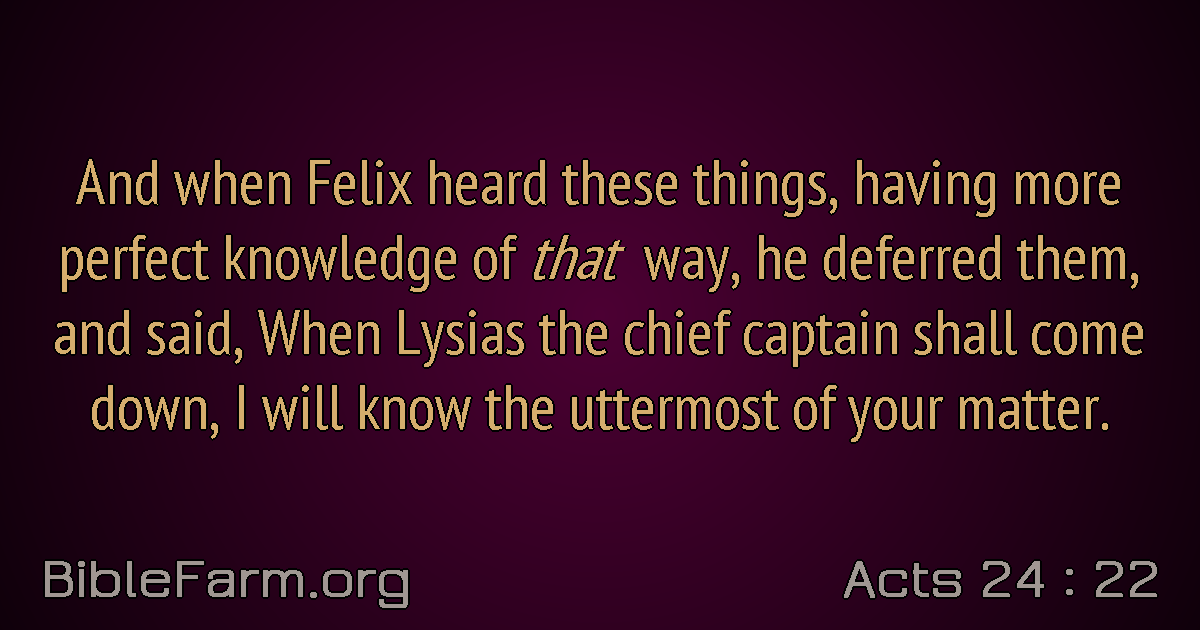 And when Felix heard these things, having more
perfect knowledge of that way, he deferred them,
and said, When Lysias the chief captain shall come
down, I will know the uttermost of your matter.
BibleFarm.org
Acts 24 : 22